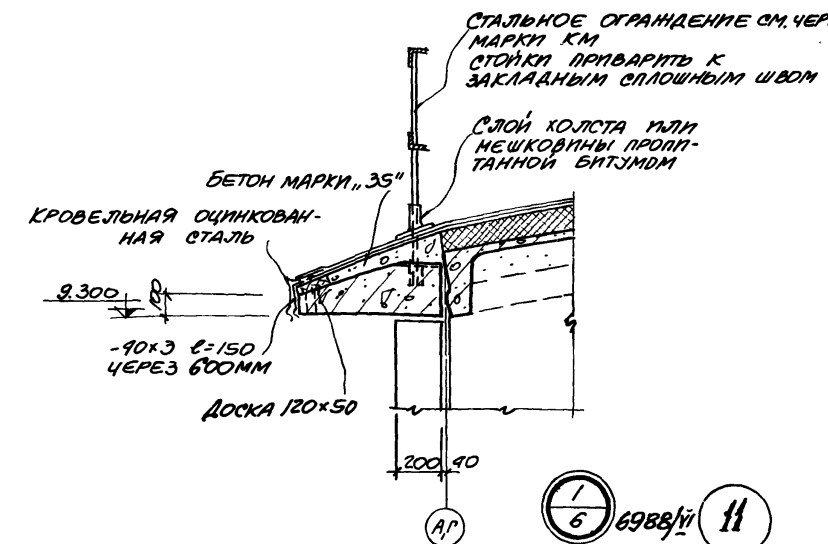 СТАЛЬНОЕ ОГРАЖДЕНИЕ СМ. ЧЕР
МАРКИ КМ
СТОЙКИ ПРИВАРИТЬ К
ЗАКЛАДНЫМ СПЛОШНЫМ ШВОМ
СЛОЙ ХОЛСТА ИЛИ
МЕШКОВИНЫ ПРОПИ-
ТАННОЙ БИТУМОМ
БЕТОН МАРКИ „35"
КРОВЕЛЬНАЯ ОЦИНКОВАН-
НАЯ СТАЛЬ
9.300
100
-40×3 ℓ=150
ЧЕРЕЗ 600ММ
ДОСКА 120×50
200 40
А,Г
1
6
6988/VI
11